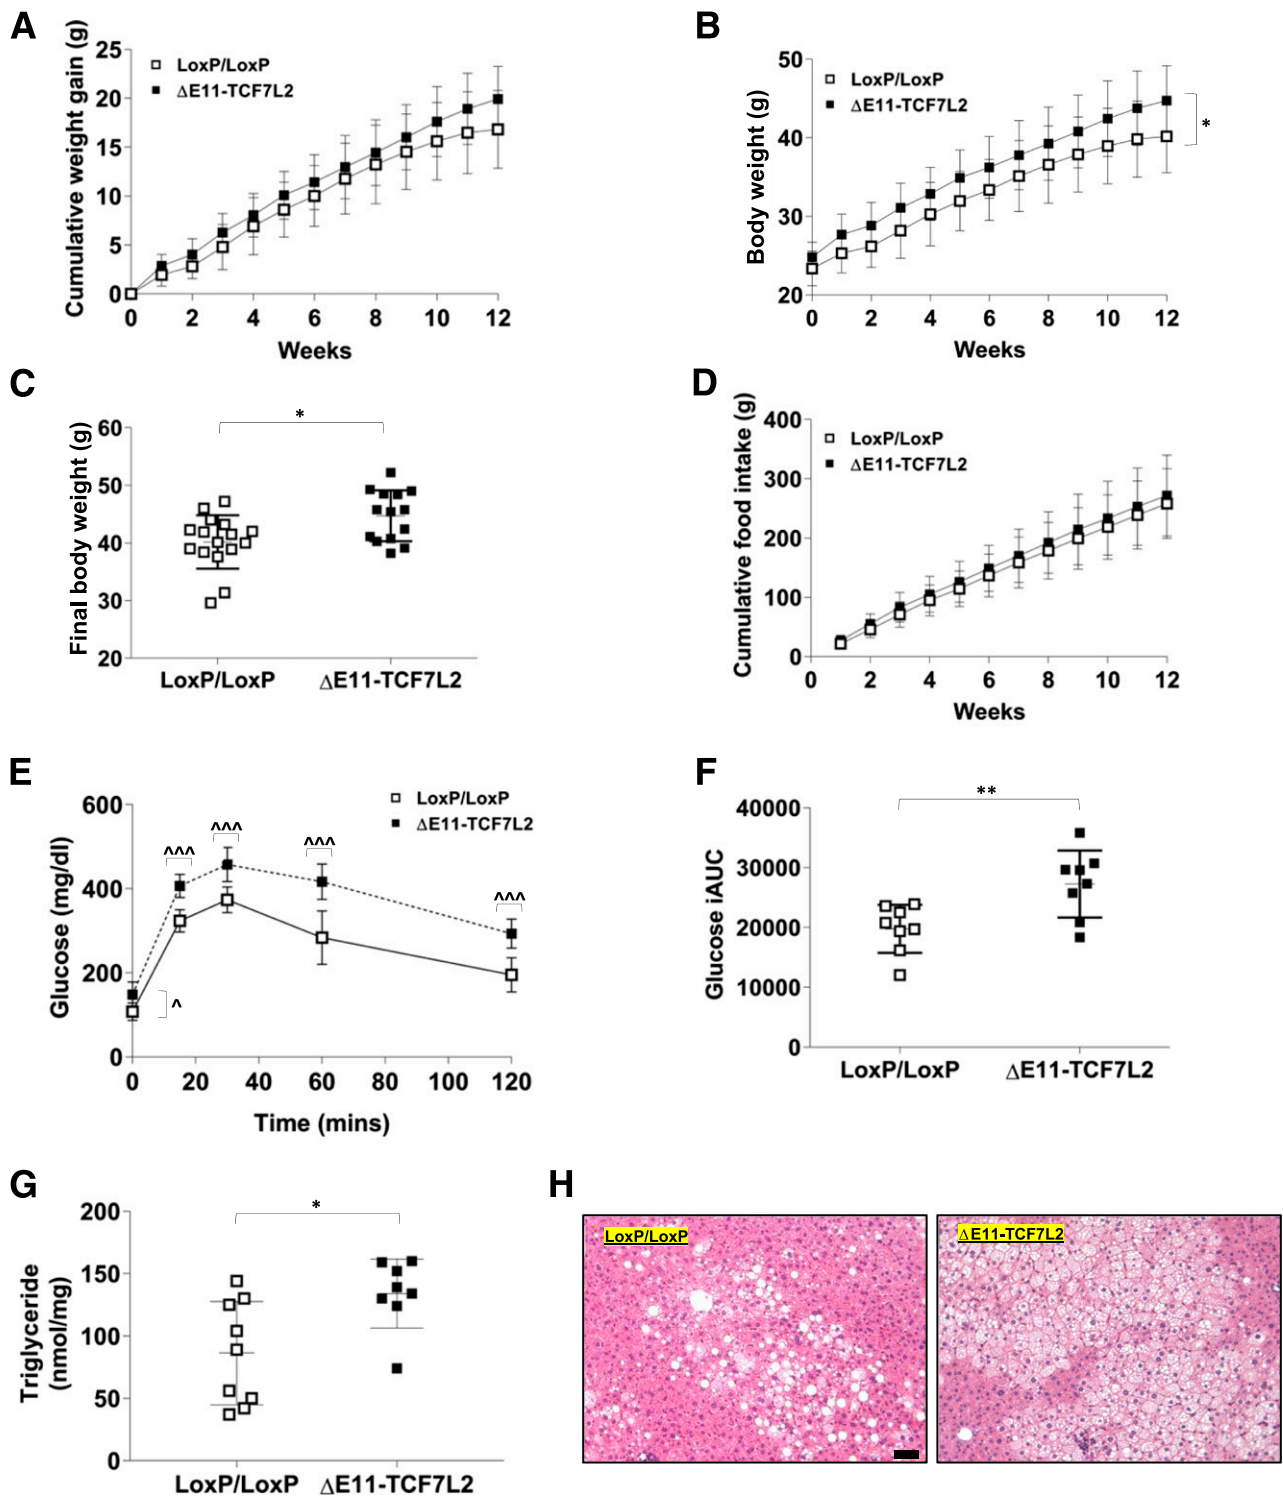 A
Cumulative weight gain (g)
25
20
15
10
5
0
LoxP/LoxP
ΔE11-TCF7L2
0 2 4 6 8 10 12
Weeks
B
Body weight (g)
50
40
30
20
LoxP/LoxP
ΔE11-TCF7L2
*
0 2 4 6 8 10 12
Weeks
C
Final body weight (g)
60
50
40
30
20
*
LoxP/LoxP ΔE11-TCF7L2
D
Cumulative food intake (g)
400
300
200
100
0
LoxP/LoxP
ΔE11-TCF7L2
0 2 4 6 8 10 12
Weeks
E
Glucose (mg/dl)
600
400
200
0
LoxP/LoxP
ΔE11-TCF7L2
^^^
^^^
^^^
^^^
^
0 20 40 60 80 100 120
Time (mins)
F
Glucose iAUC
40000
30000
20000
10000
0
**
LoxP/LoxP ΔE11-TCF7L2
G
Triglyceride
(nmol/mg)
200
150
100
50
0
*
LoxP/LoxP ΔE11-TCF7L2
H
LoxP/LoxP
ΔE11-TCF7L2